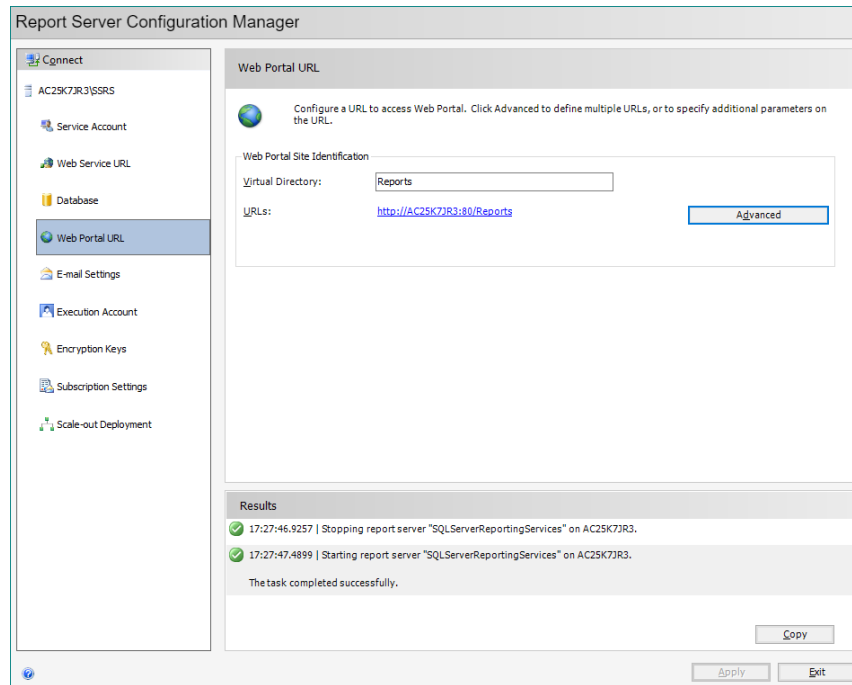 Report Server Configuration Manager
Connect
AC25K7JR3\SSRS
Service Account
Web Service URL
Database
Web Portal URL
E-mail Settings
Execution Account
Encryption Keys
Subscription Settings
Scale-out Deployment
Web Portal URL
Configure a URL to access Web Portal. Click Advanced to define multiple URLs, or to specify additional parameters on
the URL.
Web Portal Site Identification
Virtual Directory:
Reports
URLs:
http://AC25K7JR3:80/Reports
Advanced
Results
17:27:46.9257 | Stopping report server "SQLServerReportingServices" on AC25K7JR3.
17:27:47.4899 | Starting report server "SQLServerReportingServices" on AC25K7JR3.
The task completed successfully.
Copy
Apply
Exit